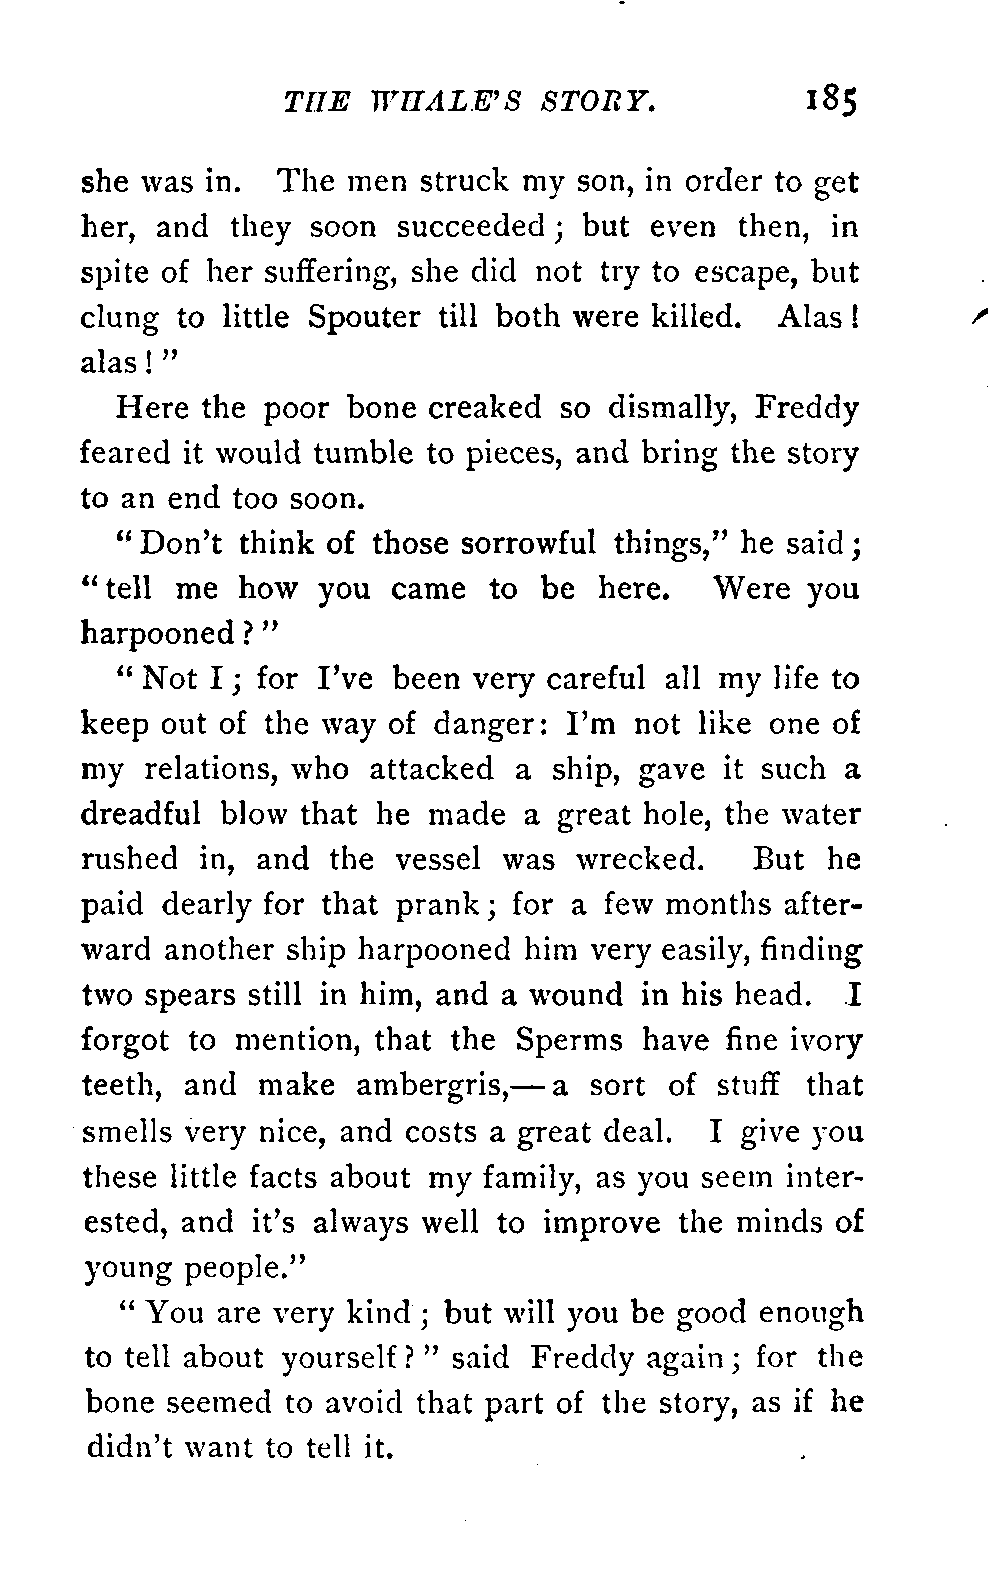 THE WHALE'S STORY. 185
she was in. The men struck my son, in order to get
her, and they soon succeeded; but even then, in
spite of her suffering, she did not try to escape, but
clung to little Spouter till both were killed. Alas!
alas!"
Here the poor bone creaked so dismally, Freddy
feared it would tumble to pieces, and bring the story
to an end too soon.
"Don't think of those sorrowful things," he said;
"tell me how you came to be here. Were you
harpooned?"
"Not I; for I've been very careful all my life to
keep out of the way of danger: I'm not like one of
my relations, who attacked a ship, gave it such a
dreadful blow that he made a great hole, the water
rushed in, and the vessel was wrecked. But he
paid dearly for that prank; for a few months after-
ward another ship harpooned him very easily, finding
two spears still in him, and a wound in his head. I
forgot to mention, that the Sperms have fine ivory
teeth, and make ambergris,—a sort of stuff that
smells very nice, and costs a great deal. I give you
these little facts about my family, as you seem inter-
ested, and it's always well to improve the minds of
young people."
"You are very kind; but will you be good enough
to tell about yourself?" said Freddy again; for the
bone seemed to avoid that part of the story, as if he
didn't want to tell it.